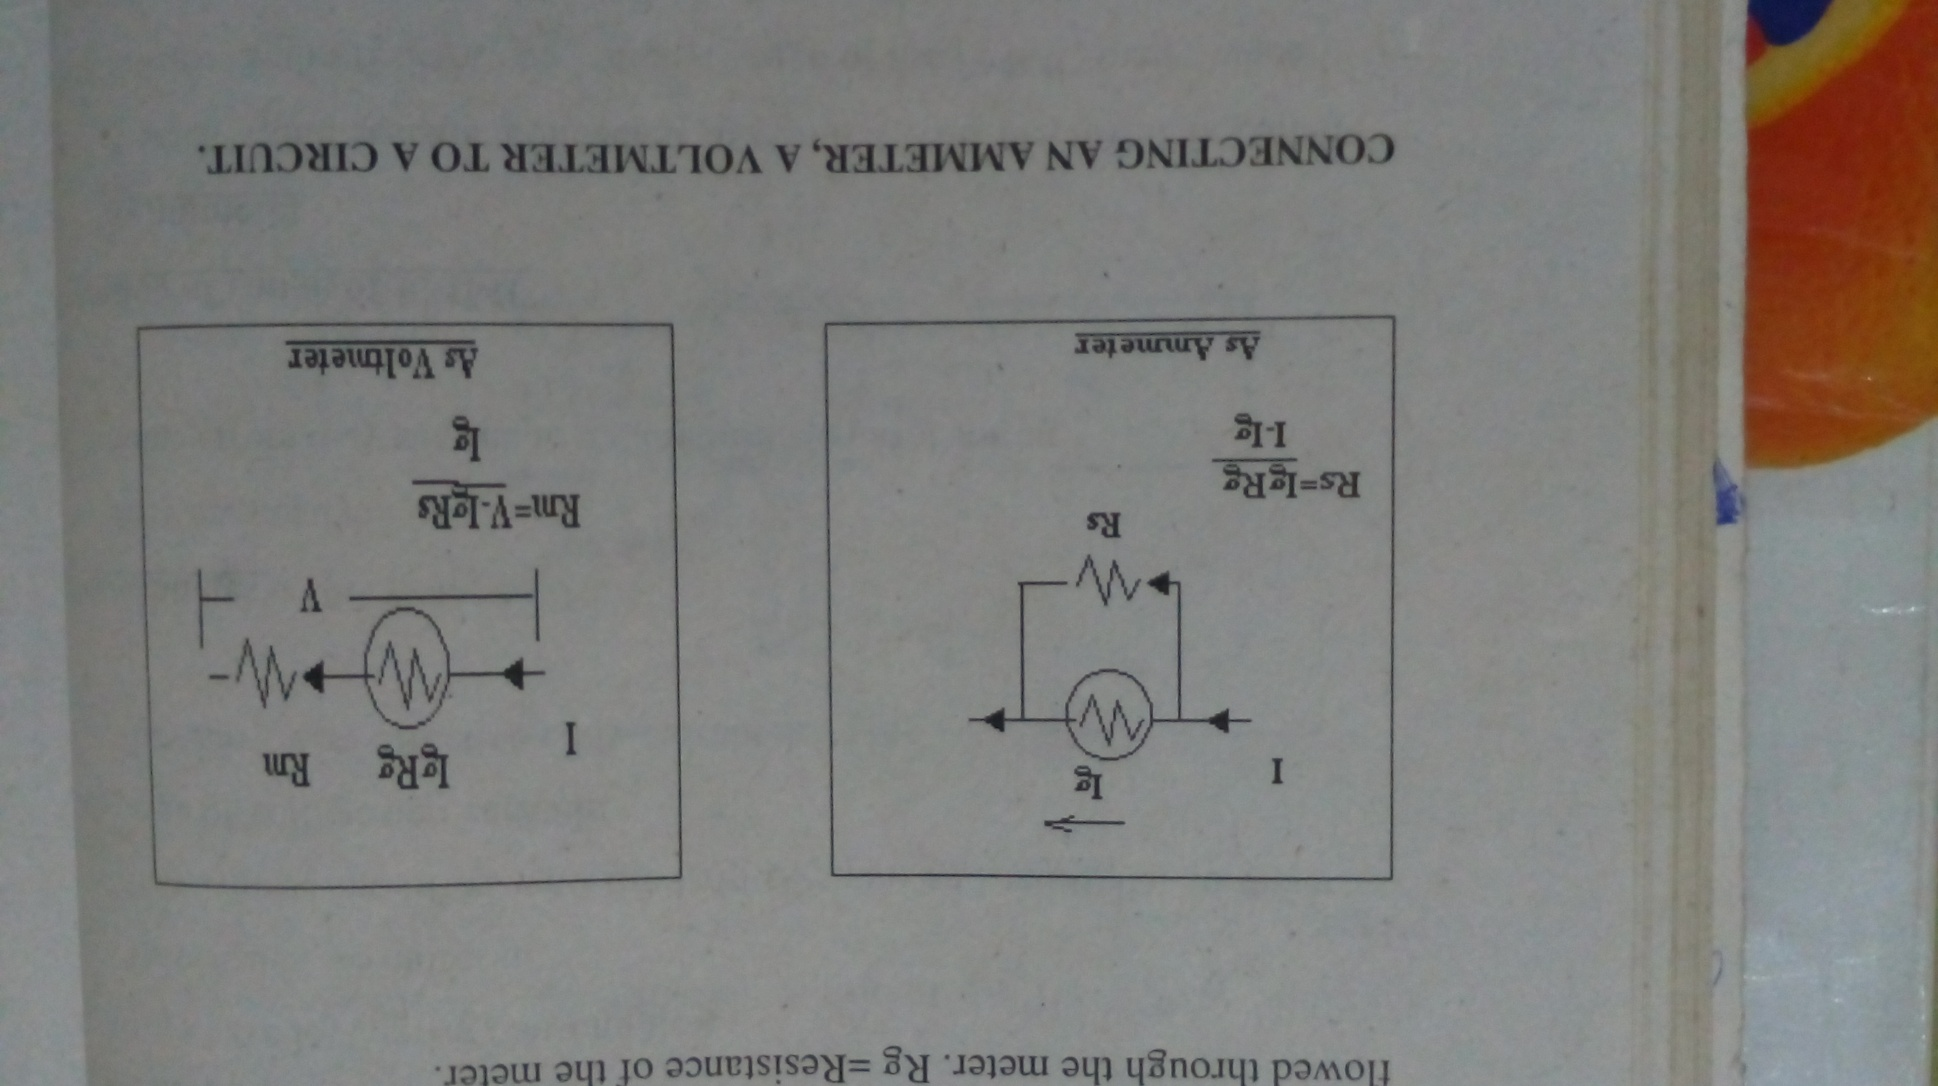 flowed through the meter. Rg =Resistance of the meter.
I
Ig
Rs
Rs=IgRg
I-Ig
As Ammeter
IgRg Rm
I
V
Rm=V-IgRs
Ig
As Voltmeter
CONNECTING AN AMMETER, A VOLTMETER TO A CIRCUIT.